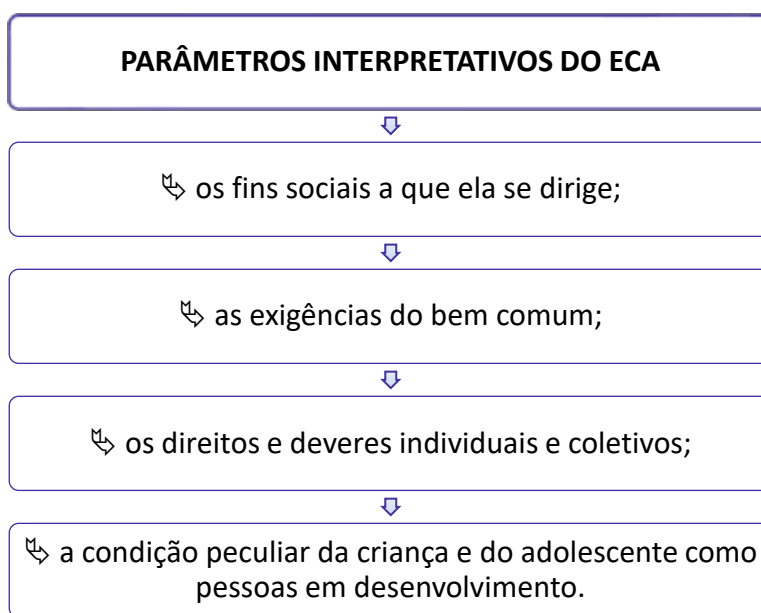 PARÂMETROS INTERPRETATIVOS DO ECA
↳ os fins sociais a que ela se dirige;
↳ as exigências do bem comum;
↳ os direitos e deveres individuais e coletivos;
↳ a condição peculiar da criança e do adolescente como
pessoas em desenvolvimento.